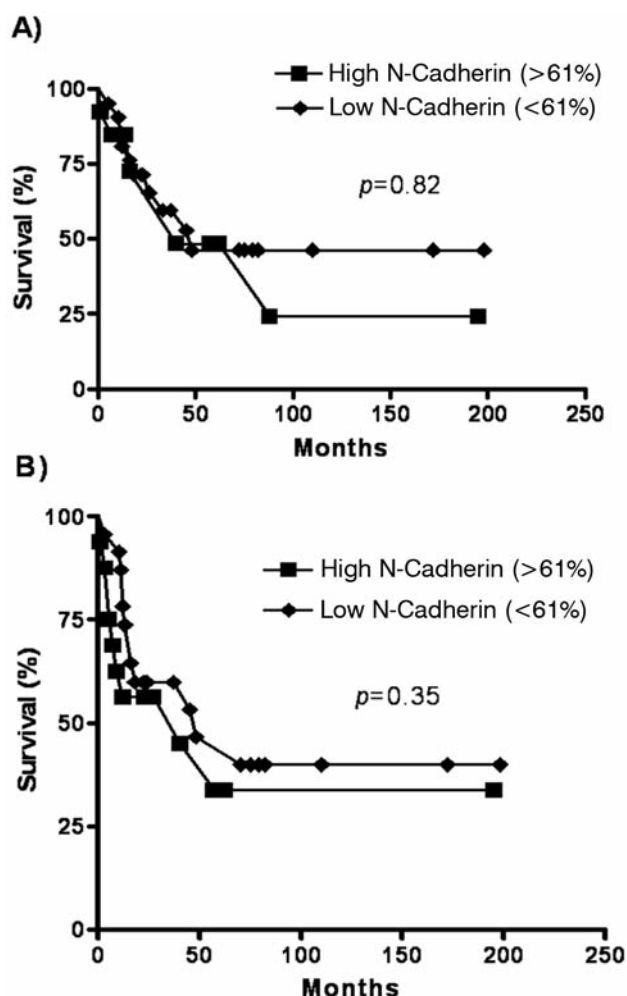 A)
High N-Cadherin (>61%)
Low N-Cadherin (<61%)
p=0.82
Survival (%)
100
75
50
25
0
0 50 100 150 200 250
Months
B)
High N-Cadherin (>61%)
Low N-Cadherin (<61%)
p=0.35
Survival (%)
100
75
50
25
0
0 50 100 150 200 250
Months